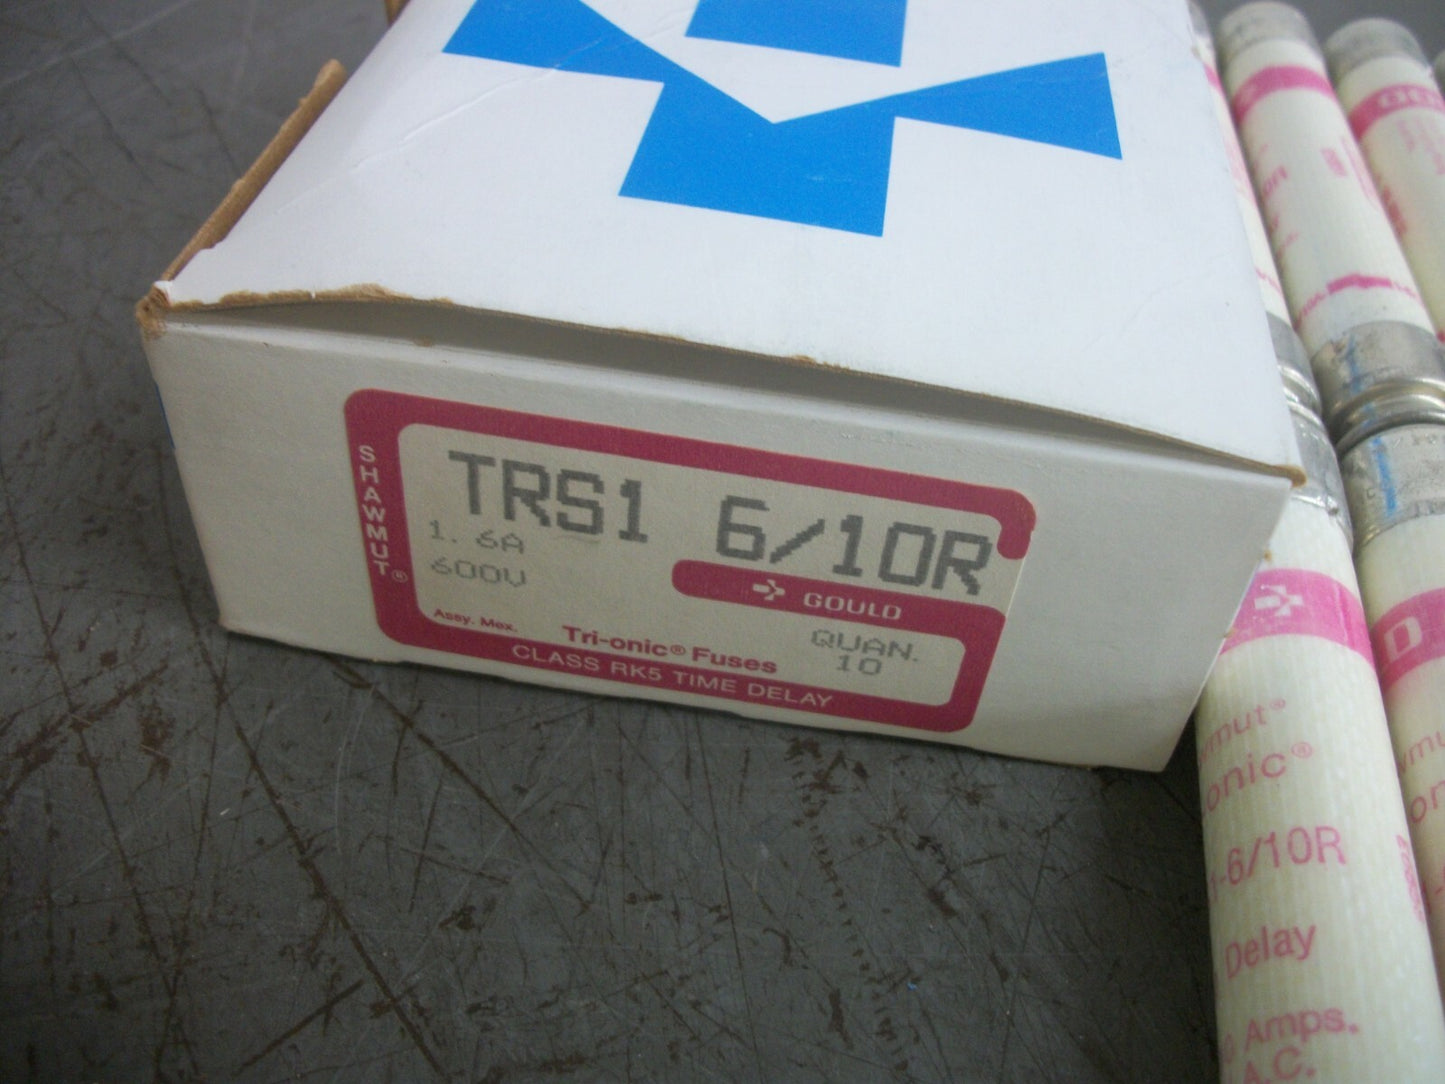 SHAWMUT®
TRS1 6/10R
1.6A
600V
GOULD
Assy. Mex.
Tri-onic® Fuses
QUAN.
10
CLASS RK5 TIME DELAY
1-6/10R
Delay
Amps.
A.C.